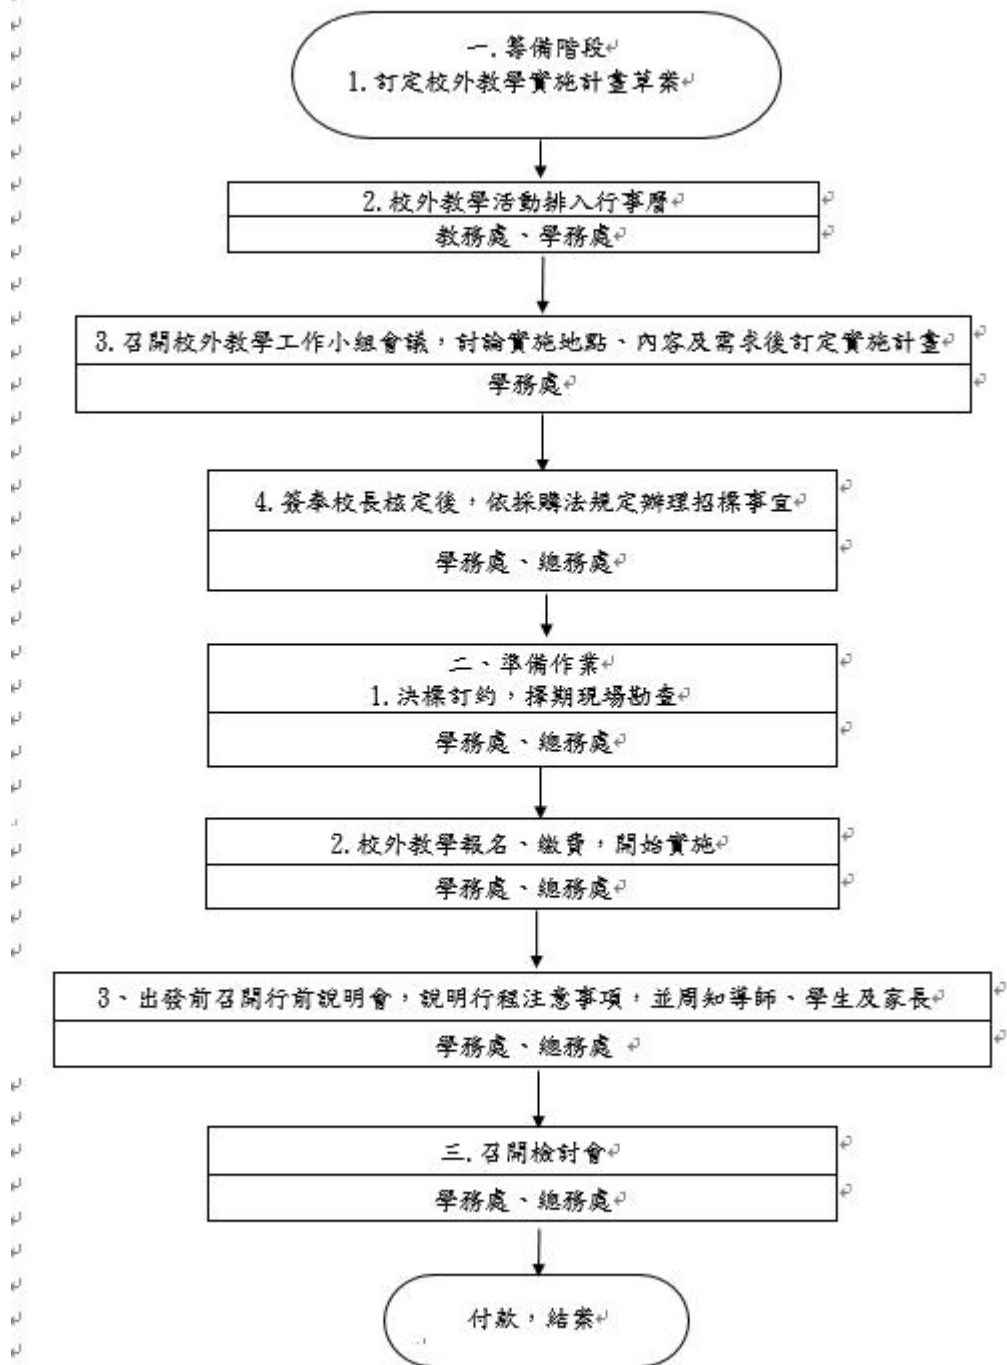 一.籌備階段
1.訂定校外教學實施計畫草案
2.校外教學活動排入行事曆
教務處、學務處
3.召開校外教學工作小組會議，討論實施地點、內容及需求後訂定實施計畫
學務處
4.簽奉校長核定後，依採購法規定辦理招標事宜
學務處、總務處
二、準備作業
1.決標訂約，擇期現場勘查
學務處、總務處
2.校外教學報名、繳費，開始實施
學務處、總務處
3、出發前召開行前說明會，說明行程注意事項，並周知導師、學生及家長
學務處、總務處
三.召開檢討會
學務處、總務處
付款，結案